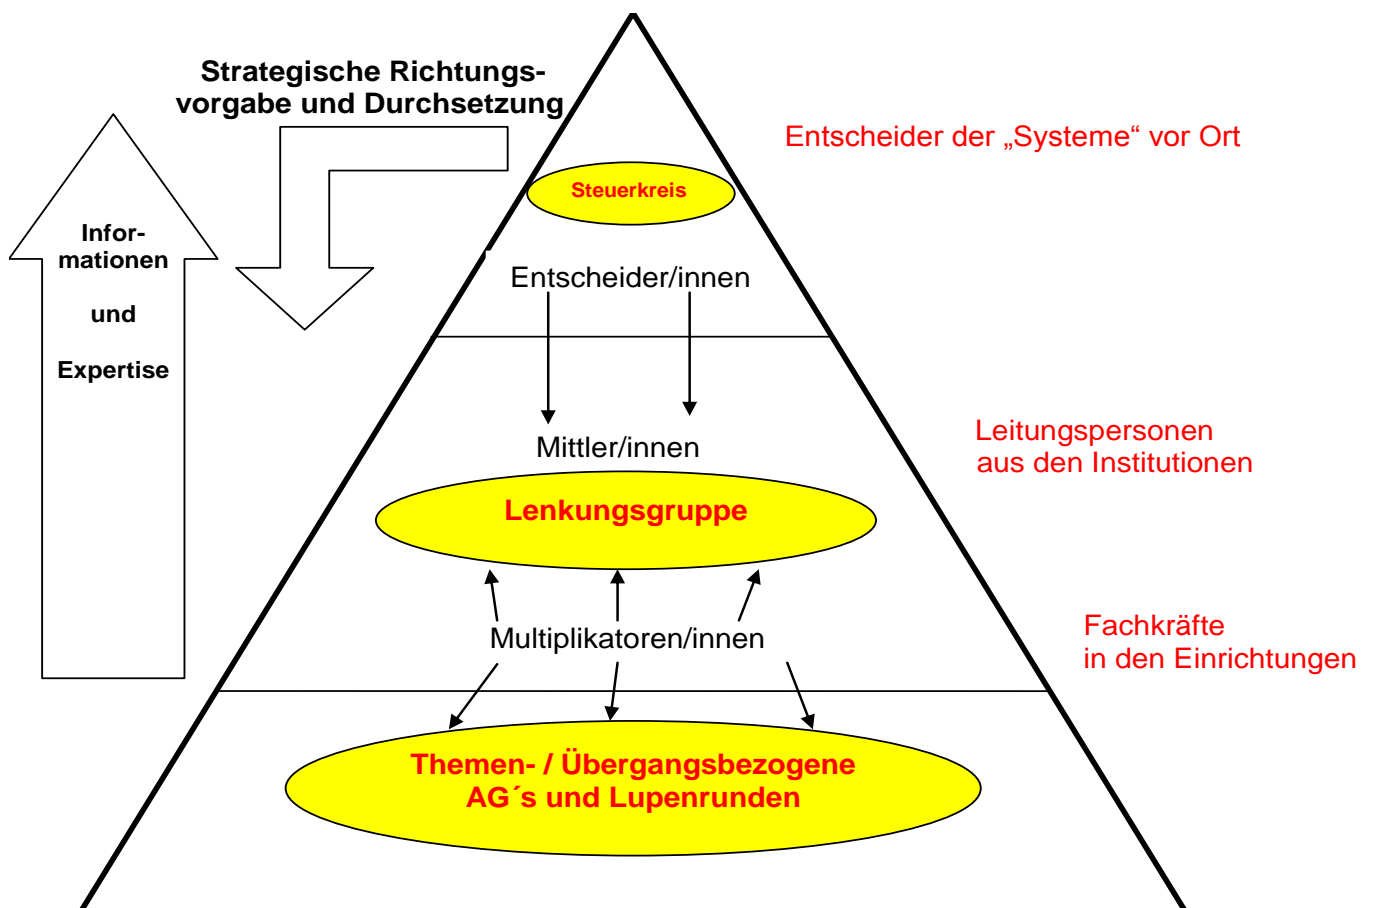 Strategische Richtungs-
vorgabe und Durchsetzung
Entscheider der „Systeme“ vor Ort
Steuerkreis
Infor-
mationen
und
Expertise
Entscheider/innen
Mittler/innen
Leitungspersonen
aus den Institutionen
Lenkungsgruppe
Multiplikatoren/innen
Fachkräfte
in den Einrichtungen
Themen- / Übergangsbezogene
AG´s und Lupenrunden